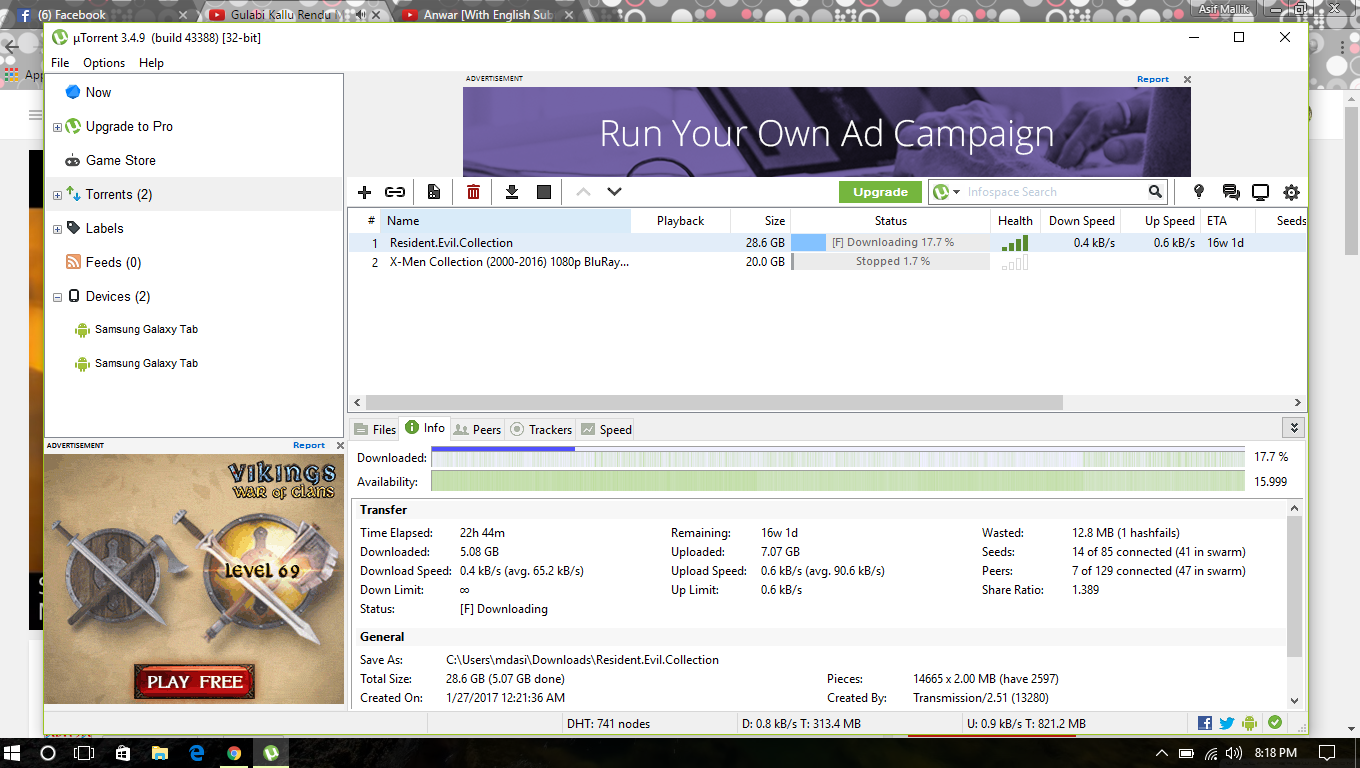 (6) Facebook
Gulabi Kallu Rendu
Anwar [With English Sub
Asif Mallik
App
µTorrent 3.4.9 (build 43388) [32-bit]
File Options Help
Now
Upgrade to Pro
Game Store
Torrents (2)
Labels
Feeds (0)
Devices (2)
Samsung Galaxy Tab
Samsung Galaxy Tab
ADVERTISEMENT Report
Run Your Own Ad Campaign
Upgrade Infospace Search
# Name Playback Size Status Health Down Speed Up Speed ETA Seeds
1 Resident.Evil.Collection 28.6 GB [F] Downloading 17.7 % 0.4 kB/s 0.6 kB/s 16w 1d
2 X-Men Collection (2000-2016) 1080p BluRay... 20.0 GB Stopped 1.7 %
ADVERTISEMENT Report
VIKINGS
WAR OF CLANS
LEVEL 69
PLAY FREE
Files Info Peers Trackers Speed
Downloaded: 17.7 %
Availability: 15.999
Transfer
Time Elapsed: 22h 44m Remaining: 16w 1d Wasted: 12.8 MB (1 hashfails)
Downloaded: 5.08 GB Uploaded: 7.07 GB Seeds: 14 of 85 connected (41 in swarm)
Download Speed: 0.4 kB/s (avg. 65.2 kB/s) Upload Speed: 0.6 kB/s (avg. 90.6 kB/s) Peers: 7 of 129 connected (47 in swarm)
Down Limit: ∞ Up Limit: 0.6 kB/s Share Ratio: 1.389
Status: [F] Downloading
General
Save As: C:\Users\mdasi\Downloads\Resident.Evil.Collection
Total Size: 28.6 GB (5.07 GB done) Pieces: 14665 x 2.00 MB (have 2597)
Created On: 1/27/2017 12:21:36 AM Created By: Transmission/2.51 (13280)
DHT: 741 nodes D: 0.8 kB/s T: 313.4 MB U: 0.9 kB/s T: 821.2 MB
8:18 PM